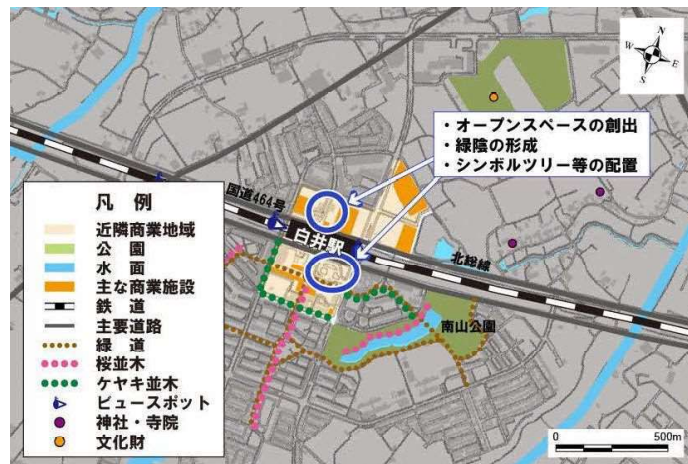 N
W
E
S
・オープンスペースの創出
・緑陰の形成
・シンボルツリー等の配置
国道464号
白井駅
北総線
南山公園
凡　例
近隣商業地域
公　園
水　面
主な商業施設
鉄　道
主要道路
緑　道
桜並木
ケヤキ並木
ビュースポット
神社・寺院
文化財
0　500m